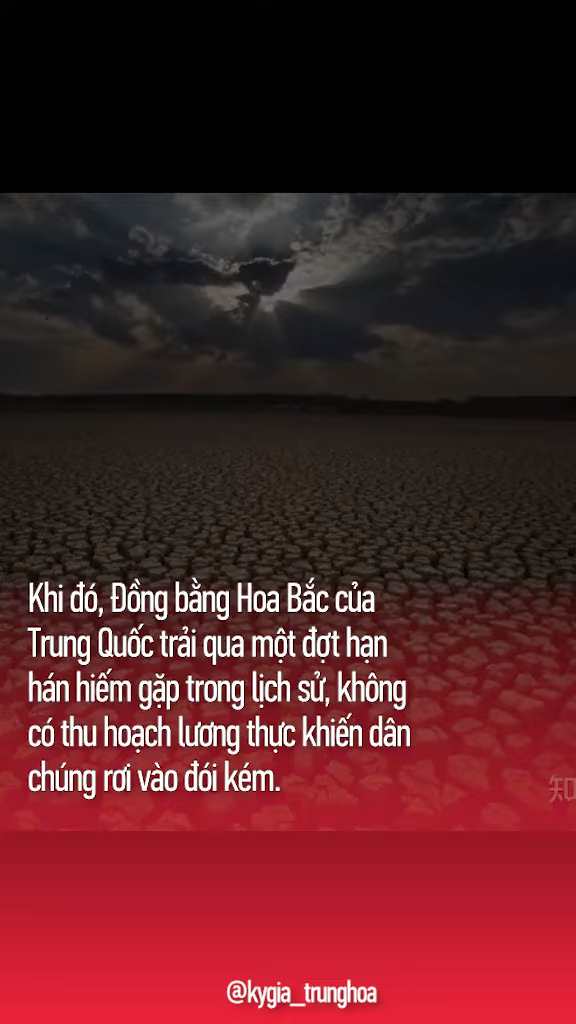 Khi đó, Đồng bằng Hoa Bắc của
Trung Quốc trải qua một đợt hạn
hán hiếm gặp trong lịch sử, không
có thu hoạch lương thực khiến dân
chúng rơi vào đói kém.
知
@kygia_trunghoa